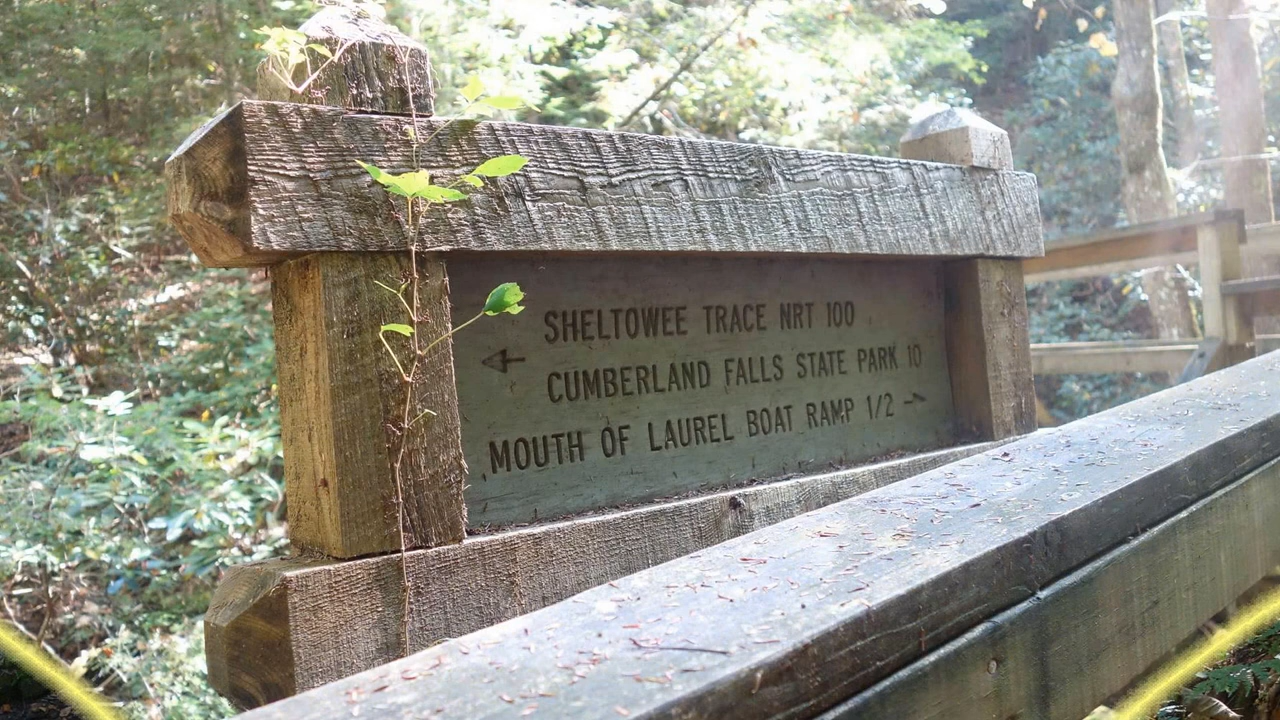 SHELTOWEE TRACE NRT 100
CUMBERLAND FALLS STATE PARK 10
MOUTH OF LAUREL BOAT RAMP 1/2